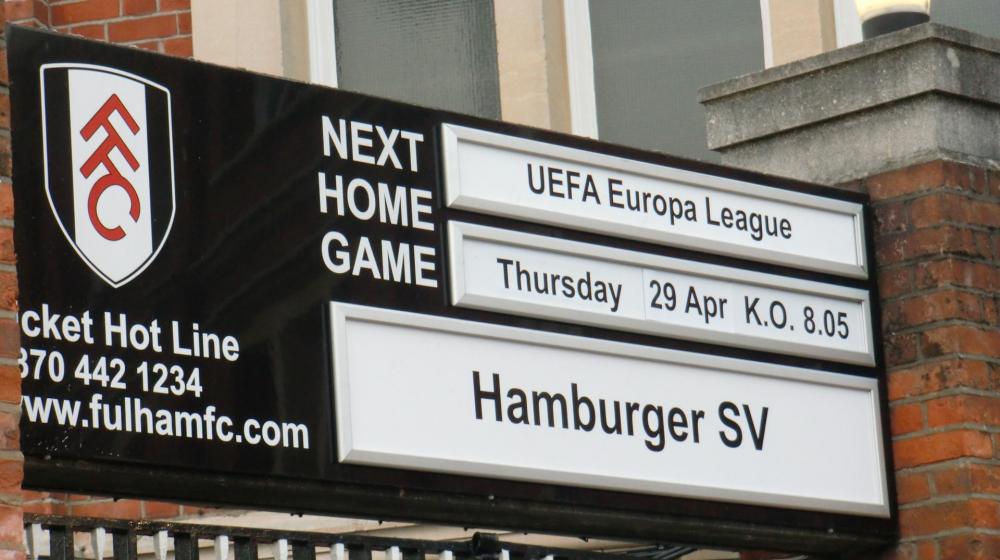 FFC
NEXT
HOME
GAME
UEFA Europa League
Thursday 29 Apr K.O. 8.05
Hamburger SV
cket Hot Line
370 442 1234
www.fulhamfc.com